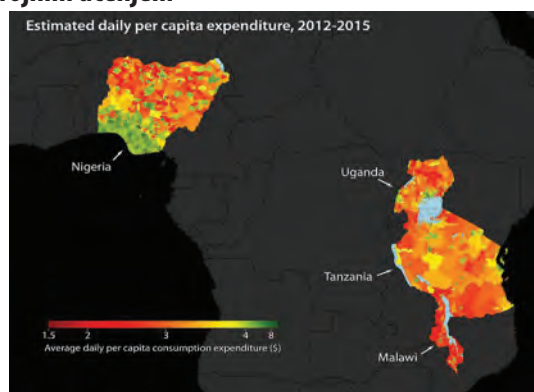 Estimated daily per capita expenditure, 2012-2015
Nigeria
Uganda
Tanzania
Malawi
1.5 2 3 4 8
Average daily per capita consumption expenditure ($)